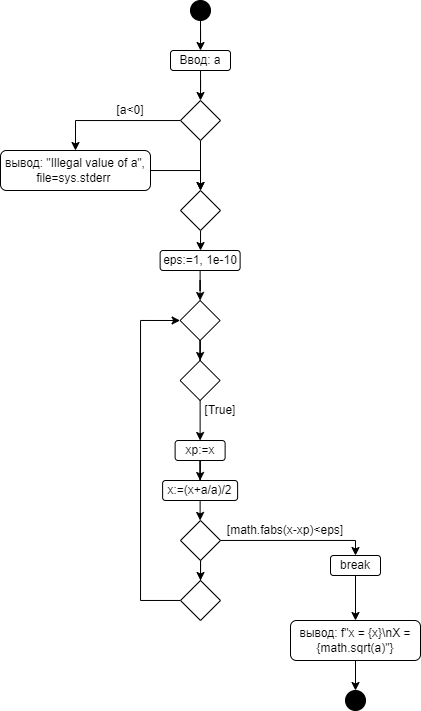 Ввод: a
[a<0]
вывод: "Illegal value of a",
file=sys.stderr
eps:=1, 1e-10
[True]
xp:=x
x:=(x+a/a)/2
[math.fabs(x-xp)<eps]
break
вывод: f"x = {x}\nX =
{math.sqrt(a)"}